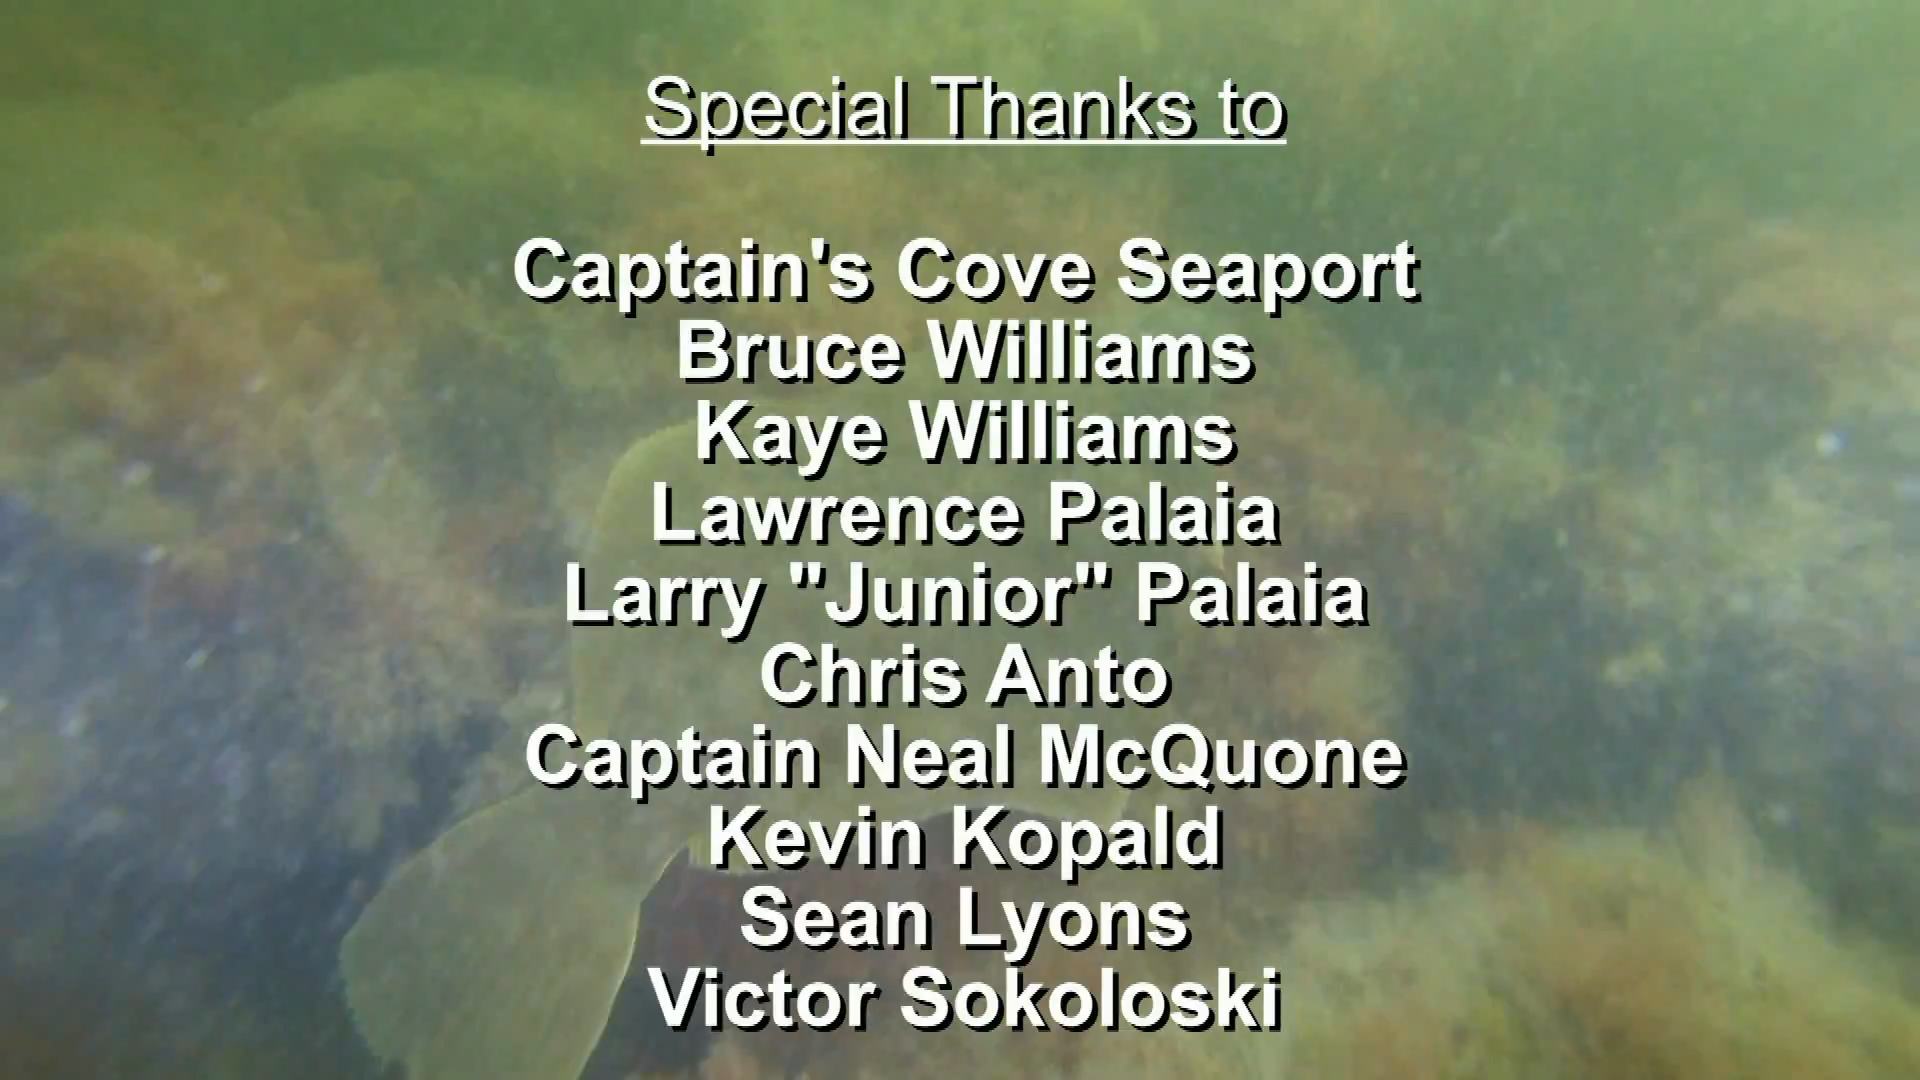 Special Thanks to
Captain's Cove Seaport
Bruce Williams
Kaye Williams
Lawrence Palaia
Larry "Junior" Palaia
Chris Anto
Captain Neal McQuone
Kevin Kopald
Sean Lyons
Victor Sokoloski